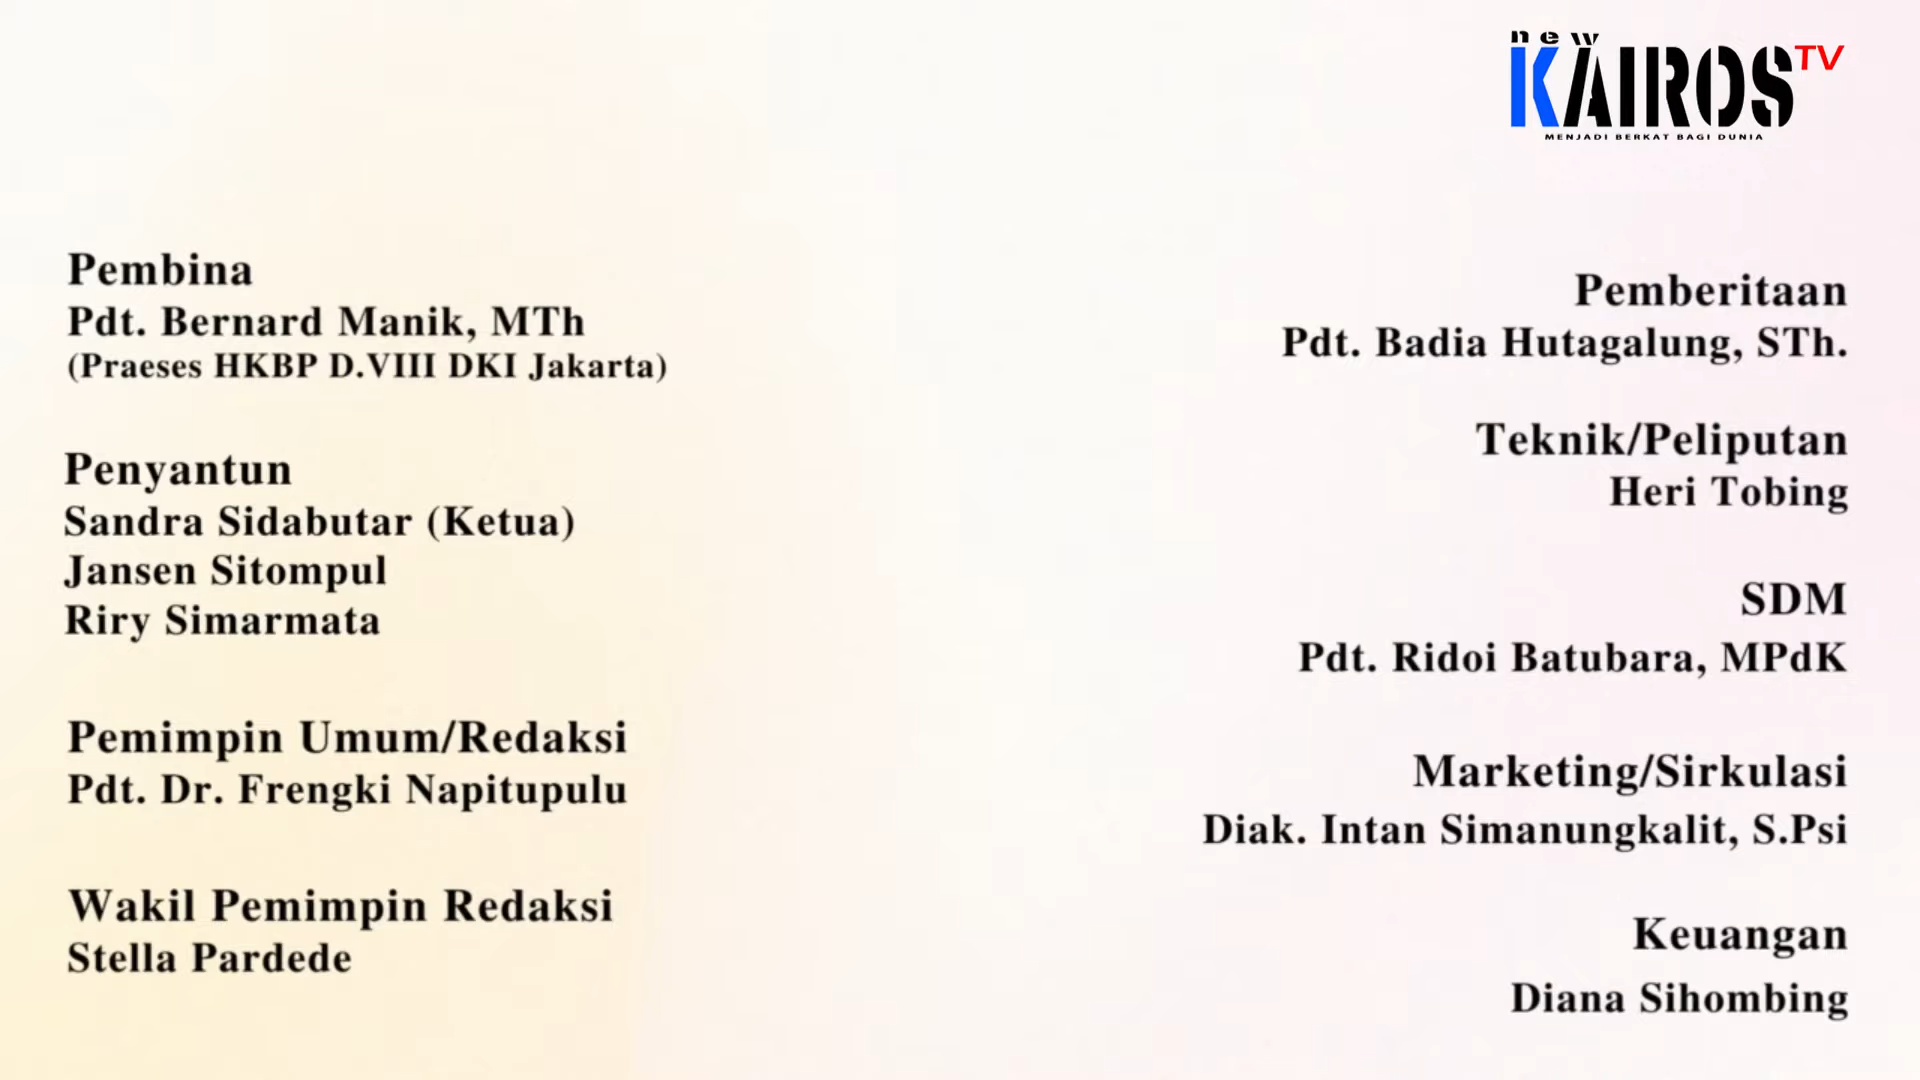 new
KAIROS TV
MENJADI BERKAT BAGI DUNIA
Pembina
Pdt. Bernard Manik, MTh
(Praeses HKBP D.VIII DKI Jakarta)
Penyantun
Sandra Sidabutar (Ketua)
Jansen Sitompul
Riry Simarmata
Pemimpin Umum/Redaksi
Pdt. Dr. Frengki Napitupulu
Wakil Pemimpin Redaksi
Stella Pardede
Pemberitaan
Pdt. Badia Hutagalung, STh.
Teknik/Peliputan
Heri Tobing
SDM
Pdt. Ridoi Batubara, MPdK
Marketing/Sirkulasi
Diak. Intan Simanungkalit, S.Psi
Keuangan
Diana Sihombing